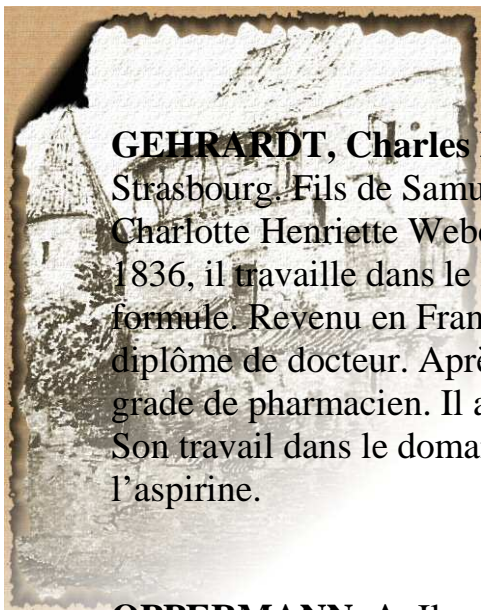 GEHRARDT, Charles
Strasbourg. Fils de Samu
Charlotte Henriette Webe
1836, il travaille dans le
formule. Revenu en Fran
diplôme de docteur. Aprè
grade de pharmacien. Il a
Son travail dans le doma
l’aspirine.
OPPERMANN, A. Il